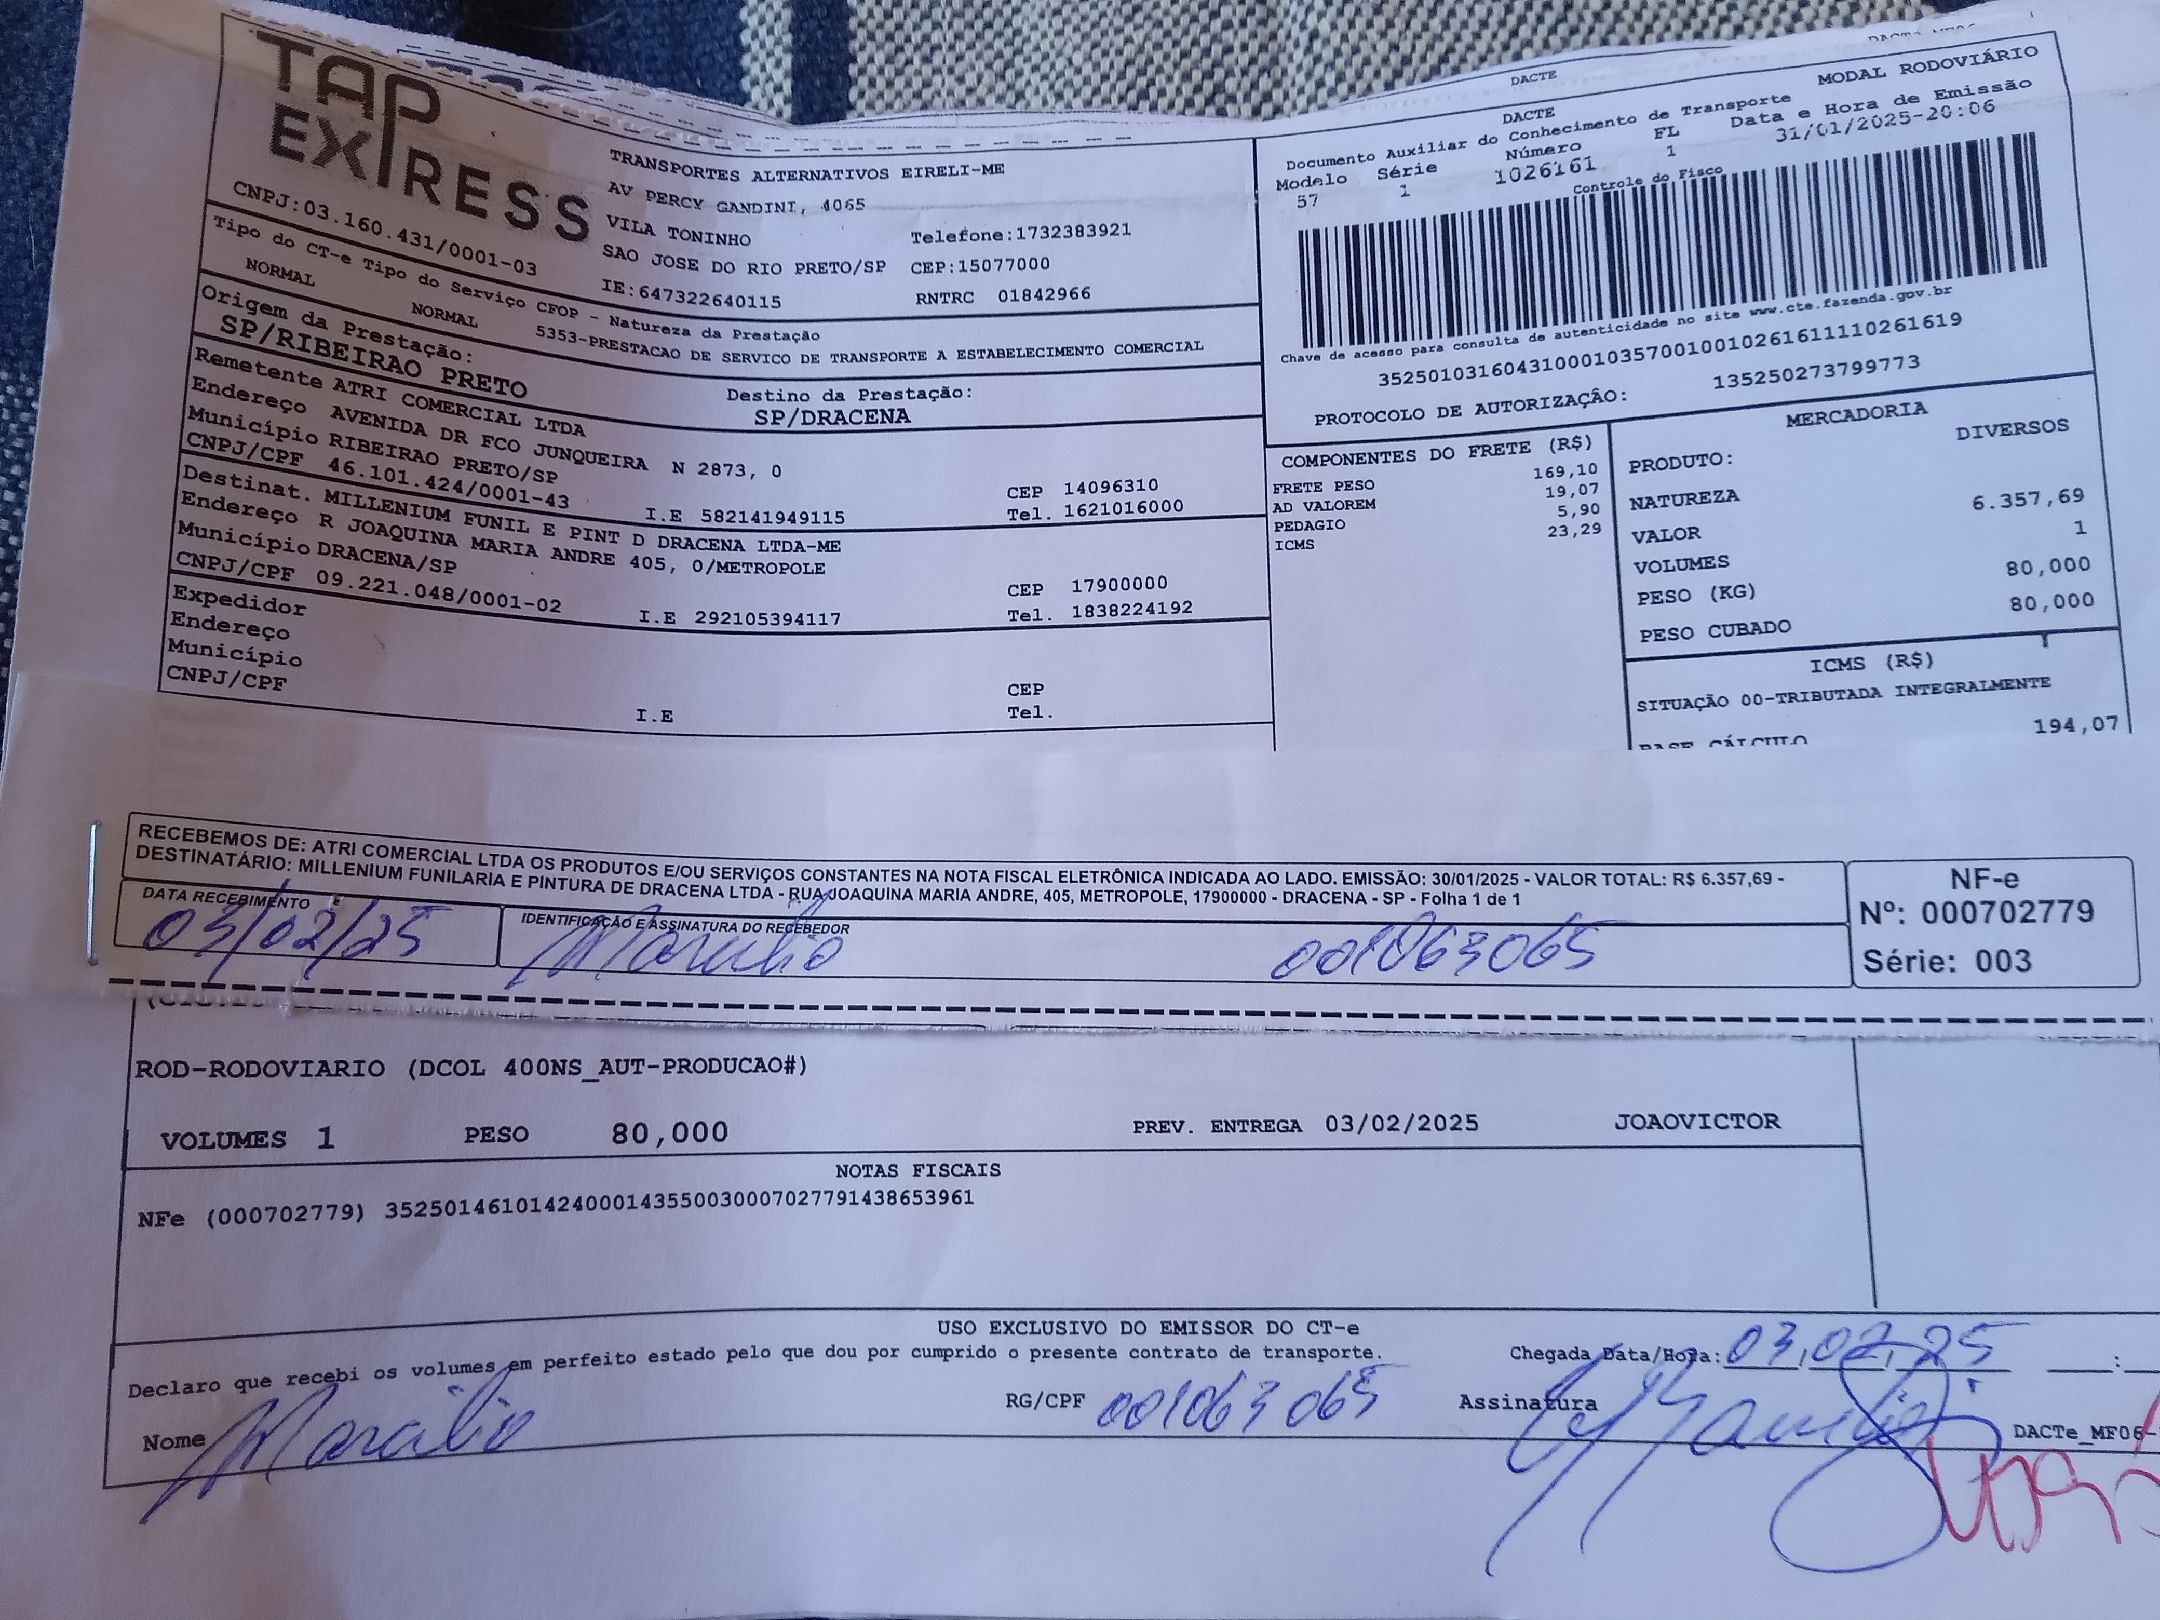 TAP
EXPRESS
CNPJ:03.160.431/0001-03
TRANSPORTES ALTERNATIVOS EIRELI-ME
AV PERCY GANDINI, 4065
VILA TONINHO Telefone:1732383921
SAO JOSE DO RIO PRETO/SP CEP:15077000
IE:647322640115 RNTRC 01842966
DACTE
DACTE MODAL RODOVIÁRIO
Documento Auxiliar do Conhecimento de Transporte
Modelo Série Número FL Data e Hora de Emissão
57 1 1026161 1 31/01/2025-20:06
Controle do Fisco
Chave de acesso para consulta de autenticidade no site www.cte.fazenda.gov.br
35250103160431000103570010010261611110261619
PROTOCOLO DE AUTORIZAÇÂO: 135250273799773
Tipo do CT-e Tipo do Serviço CFOP - Natureza da Prestação
NORMAL NORMAL 5353-PRESTACAO DE SERVICO DE TRANSPORTE A ESTABELECIMENTO COMERCIAL
Origem da Prestação: Destino da Prestação:
SP/RIBEIRAO PRETO SP/DRACENA
Remetente ATRI COMERCIAL LTDA
Endereço AVENIDA DR FCO JUNQUEIRA N 2873, 0
Município RIBEIRAO PRETO/SP CEP 14096310
CNPJ/CPF 46.101.424/0001-43 I.E 582141949115 Tel. 1621016000
Destinat. MILLENIUM FUNIL E PINT D DRACENA LTDA-ME
Endereço R JOAQUINA MARIA ANDRE 405, 0/METROPOLE
Município DRACENA/SP CEP 17900000
CNPJ/CPF 09.221.048/0001-02 I.E 292105394117 Tel. 1838224192
Expedidor
Endereço
Município CEP
CNPJ/CPF I.E Tel.
COMPONENTES DO FRETE (R$)
FRETE PESO 169,10
AD VALOREM 19,07
PEDAGIO 5,90
ICMS 23,29
MERCADORIA
PRODUTO: DIVERSOS
NATUREZA
VALOR 6.357,69
VOLUMES 1
PESO (KG) 80,000
PESO CUBADO 80,000
ICMS (R$)
SITUAÇÃO 00-TRIBUTADA INTEGRALMENTE
BASE CÁLCULO 194,07
RECEBEMOS DE: ATRI COMERCIAL LTDA OS PRODUTOS E/OU SERVIÇOS CONSTANTES NA NOTA FISCAL ELETRÔNICA INDICADA AO LADO. EMISSÃO: 30/01/2025 - VALOR TOTAL: R$ 6.357,69 -
DESTINATÁRIO: MILLENIUM FUNILARIA E PINTURA DE DRACENA LTDA - RUA JOAQUINA MARIA ANDRE, 405, METROPOLE, 17900000 - DRACENA - SP - Folha 1 de 1
DATA RECEBIMENTO IDENTIFICAÇÃO E ASSINATURA DO RECEBEDOR
03/02/25 001063065
NF-e
Nº: 000702779
Série: 003
ROD-RODOVIARIO (DCOL 400NS_AUT-PRODUCAO#)
VOLUMES 1 PESO 80,000 PREV. ENTREGA 03/02/2025 JOAOVICTOR
NOTAS FISCAIS
NFe (000702779) 35250146101424000143550030007027791438653961
USO EXCLUSIVO DO EMISSOR DO CT-e
Declaro que recebi os volumes em perfeito estado pelo que dou por cumprido o presente contrato de transporte. Chegada Data/Hora: 03,02,25 :
Nome RG/CPF 001063065 Assinatura
DACTe_MF06-